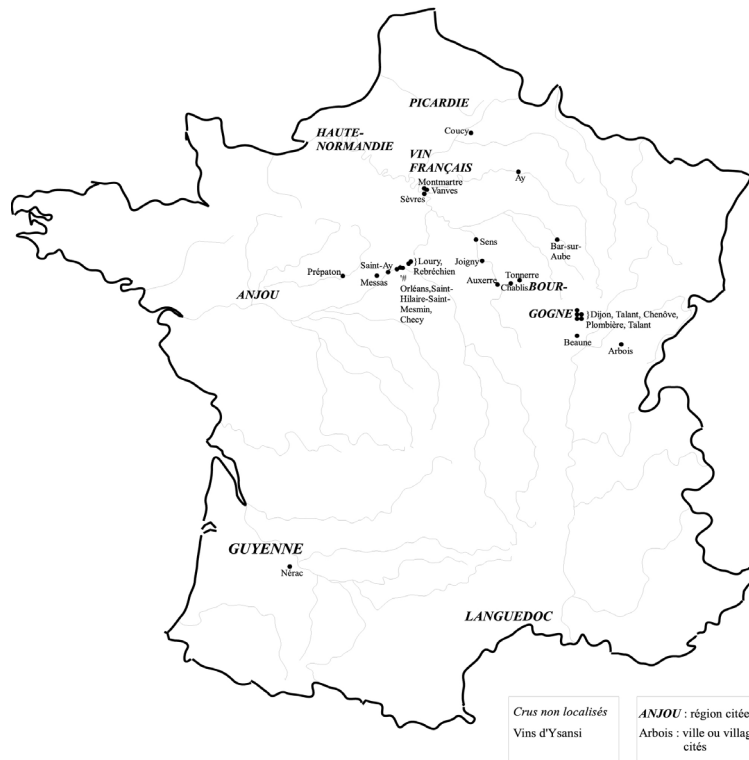 PICARDIE
Coucy
HAUTE-
NORMANDIE
VIN
FRANÇAIS
Montmartre
Vanves
Sèvres
Ay
Sens
Bar-sur-
Aube
Joigny
Saint-Ay
}Loury,
Rebréchien
Prépaton
Messas
Auxerre
Tonnerre
Chablis
Orléans,Saint-
Hilaire-Saint-
Mesmin,
Checy
ANJOU
BOUR-
GOGNE
}Dijon, Talant, Chenôve,
Plombière, Talant
Beaune
Arbois
GUYENNE
Nérac
LANGUEDOC
Crus non localisés
Vins d'Ysansi
ANJOU : région citée
Arbois : ville ou villag
cités